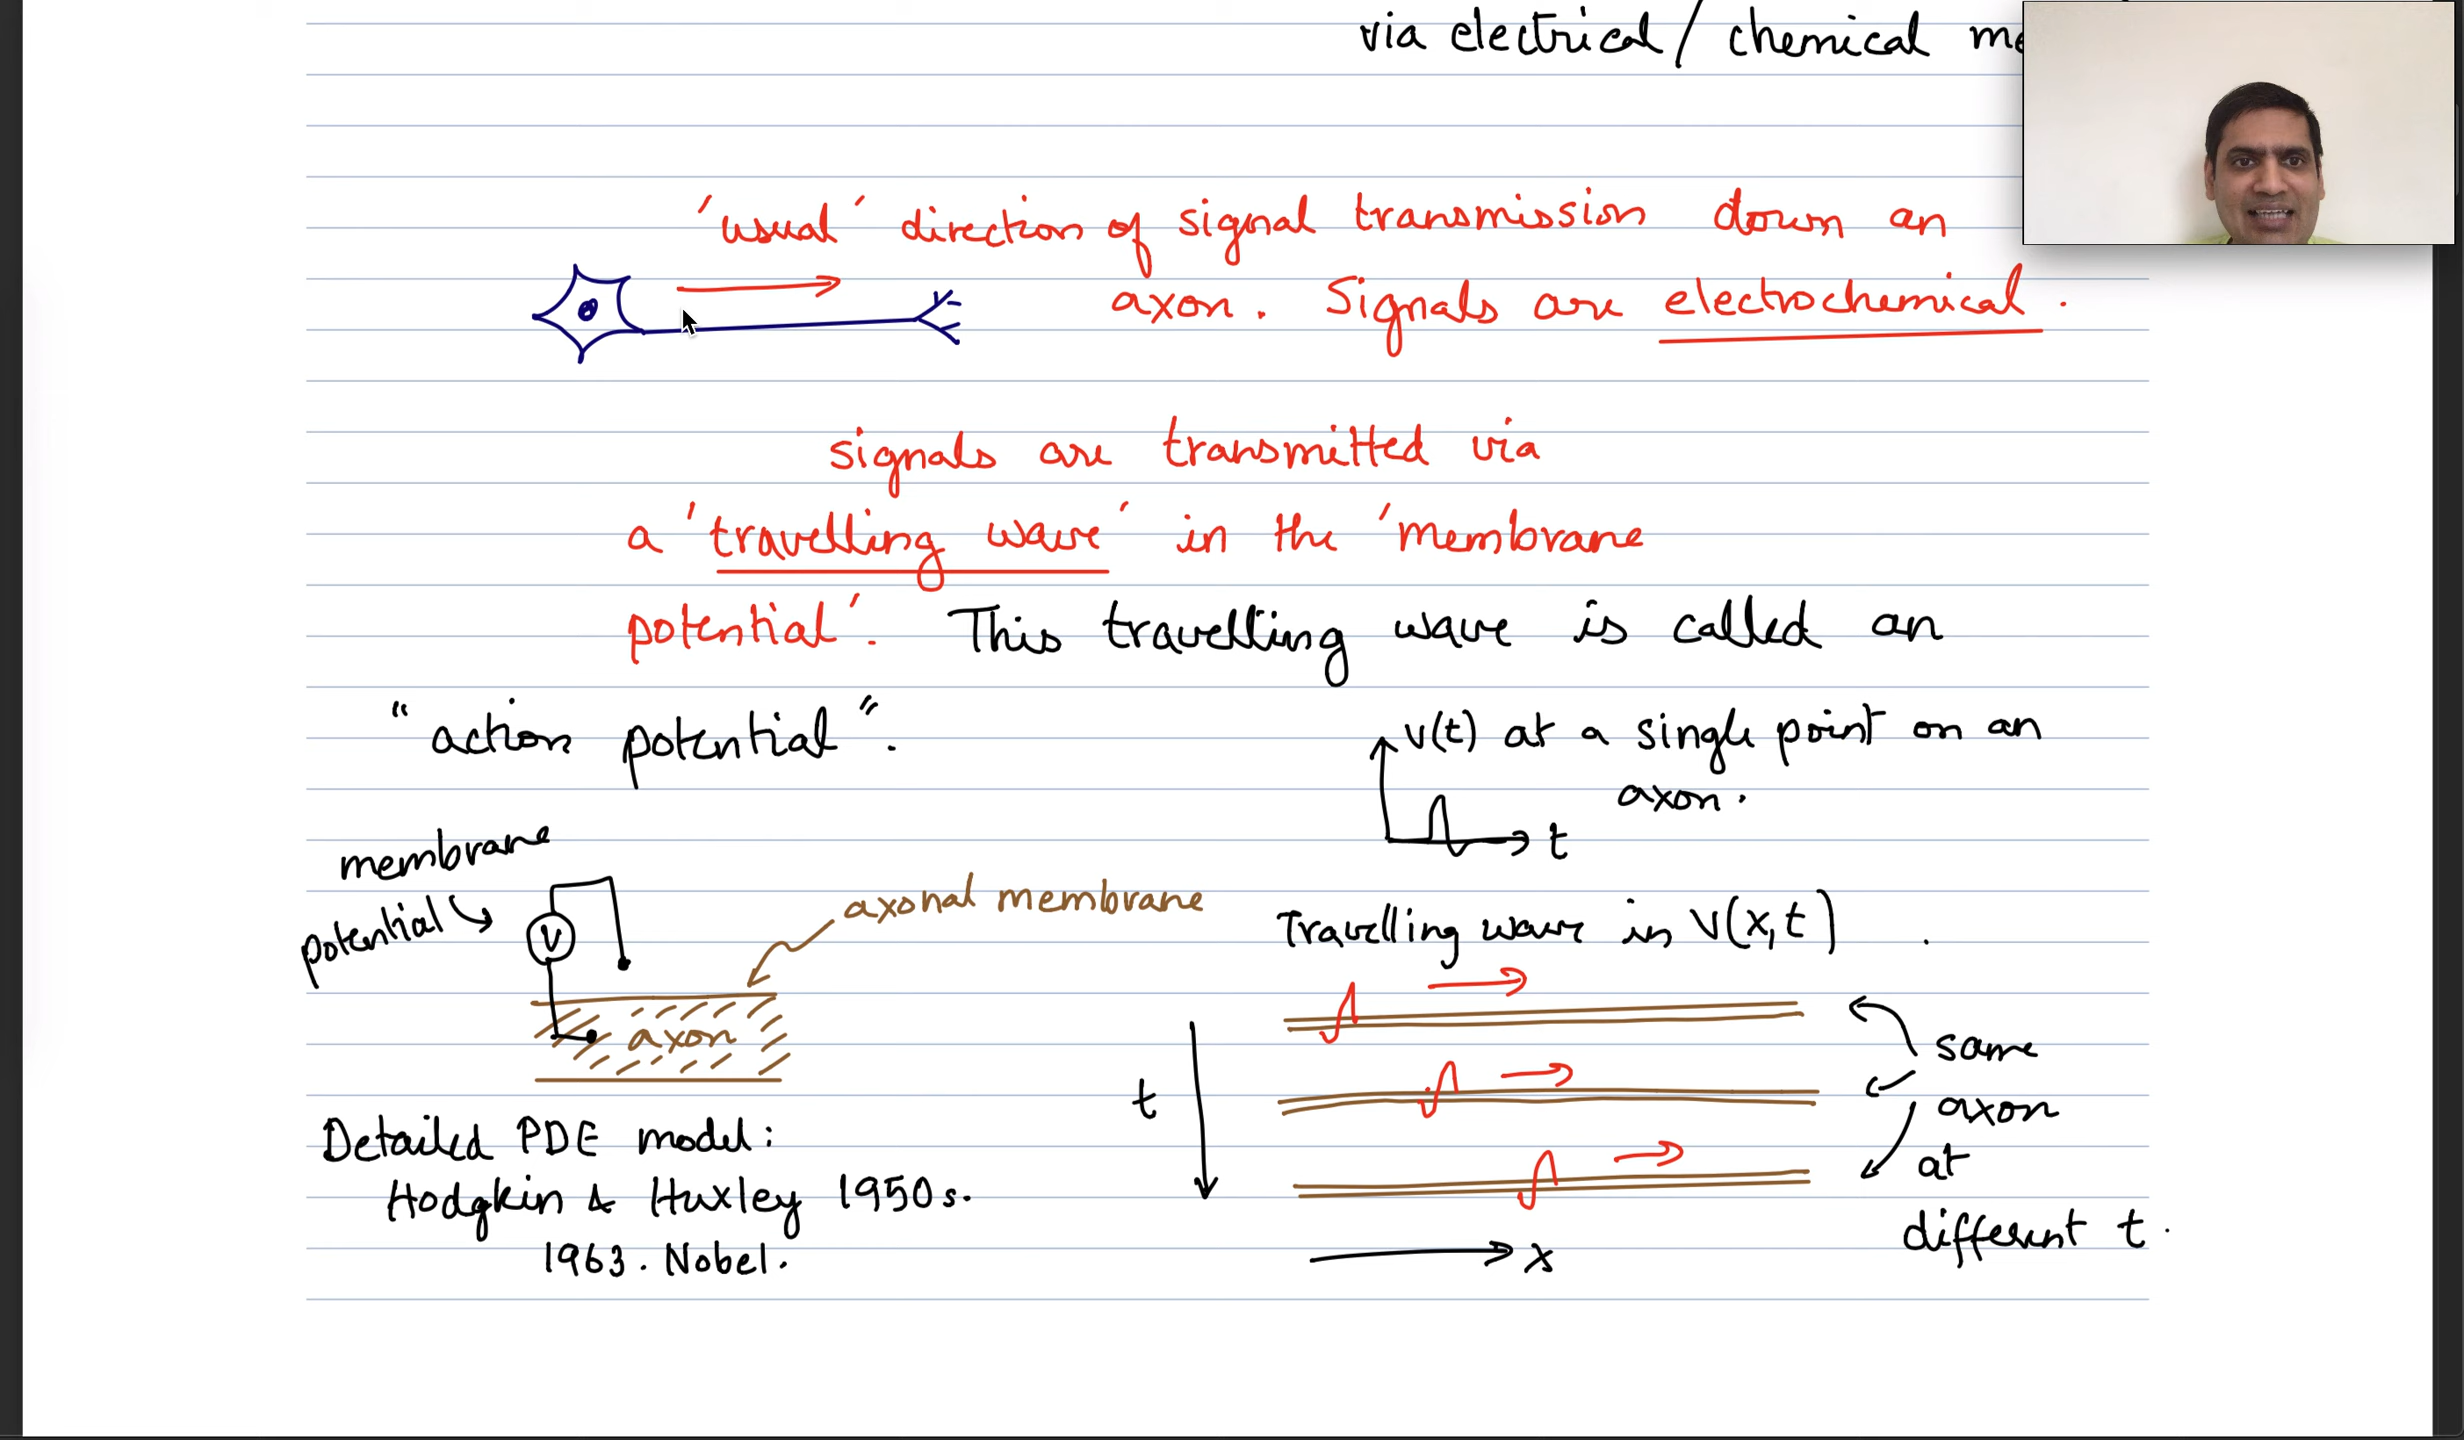 via electrical/ chemical
'usual' direction of signal transmission down an
axon. Signals are electrochemical.
signals are transmitted via
a 'travelling wave' in the 'membrane
potential'. This travelling wave is called an
"action potential".
V(t) at a single point on an
axon.
t
membrane
potential
V
axonal membrane
axon
Travelling wave in V(x,t).
t
same
axon
at
different t.
x
Detailed PDE model:
Hodgkin & Huxley 1950s.
1963. Nobel.